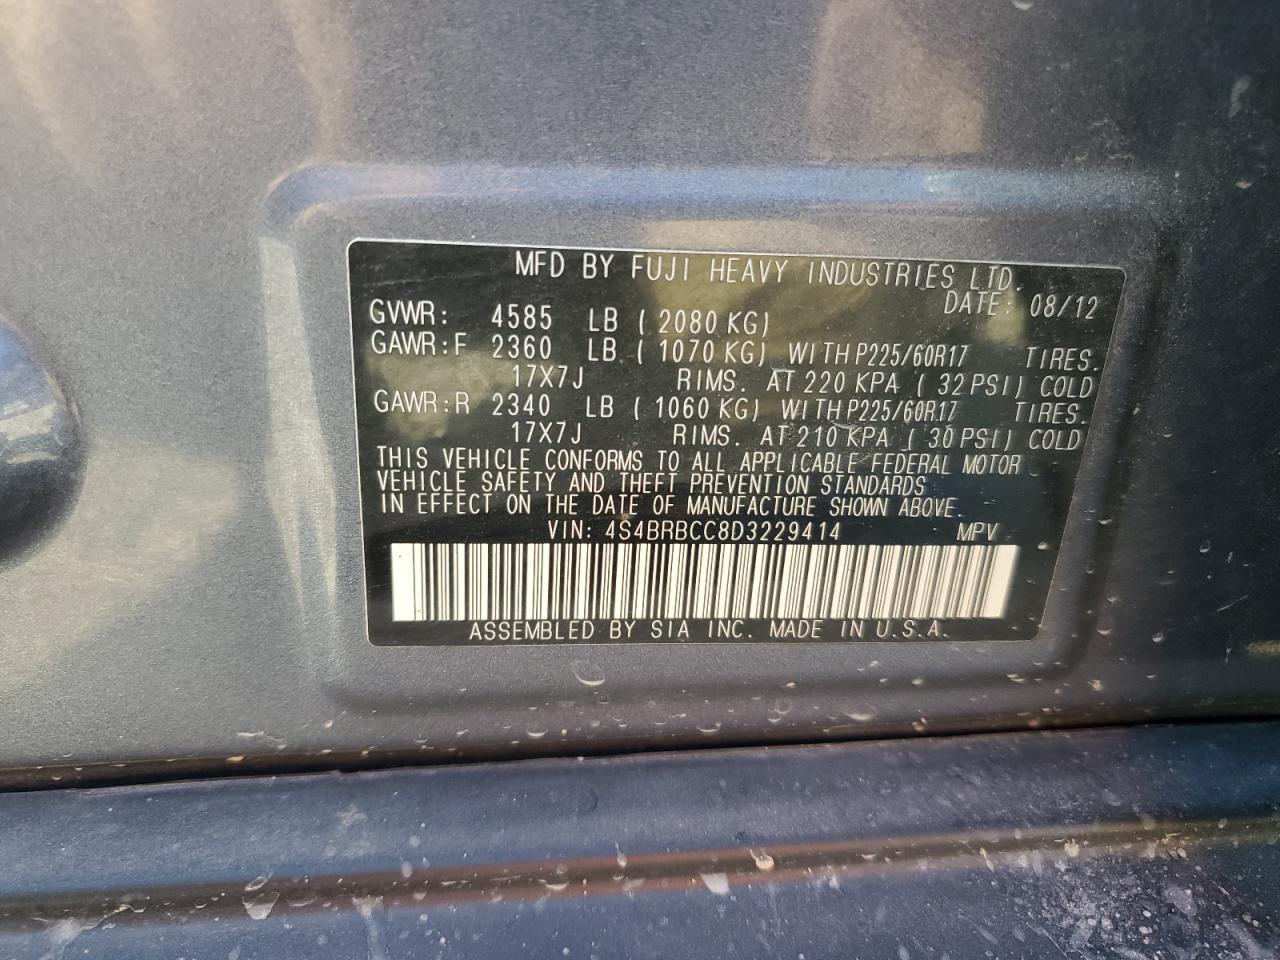 MFD BY FUJI HEAVY INDUSTRIES LTD.
DATE: 08/12
GVWR: 4585 LB ( 2080 KG)
GAWR:F 2360 LB ( 1070 KG) WITH P225/60R17 TIRES.
17X7J RIMS. AT 220 KPA ( 32 PSI) COLD
GAWR:R 2340 LB ( 1060 KG) WITH P225/60R17 TIRES.
17X7J RIMS. AT 210 KPA ( 30 PSI) COLD
THIS VEHICLE CONFORMS TO ALL APPLICABLE FEDERAL MOTOR
VEHICLE SAFETY AND THEFT PREVENTION STANDARDS
IN EFFECT ON THE DATE OF MANUFACTURE SHOWN ABOVE.
VIN: 4S4BRBCC8D3229414 MPV
ASSEMBLED BY SIA INC. MADE IN U.S.A.